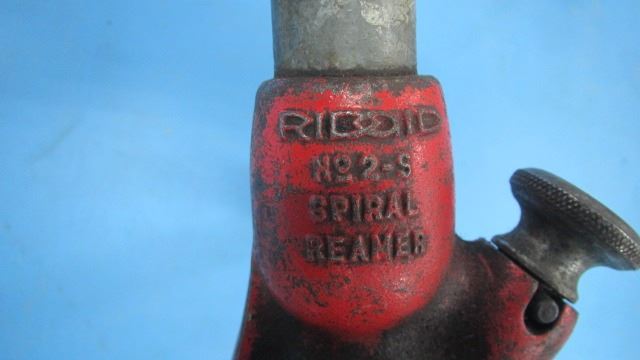 RIDGID
No 2-S
SPIRAL
REAMER